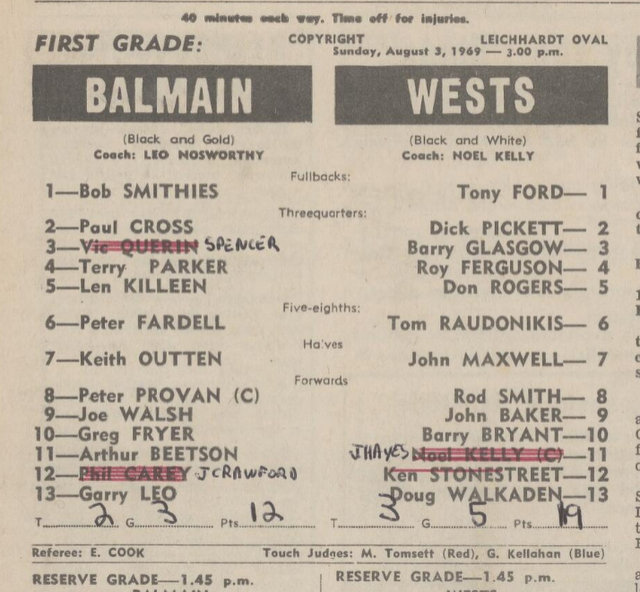 40 minutes each way. Time off for injuries.
FIRST GRADE:
COPYRIGHT LEICHHARDT OVAL
Sunday, August 3, 1969 — 3.00 p.m.
BALMAIN WESTS
(Black and Gold) (Black and White)
Coach: LEO NOSWORTHY Coach: NOEL KELLY
Fullbacks:
1—Bob SMITHIES Tony FORD— 1
Threequarters:
2—Paul CROSS Dick PICKETT— 2
3—Vic QUERIN SPENCER Barry GLASGOW— 3
4—Terry PARKER Roy FERGUSON— 4
5—Len KILLEEN Don ROGERS— 5
Five-eighths:
6—Peter FARDELL Tom RAUDONIKIS— 6
Halves
7—Keith OUTTEN John MAXWELL— 7
Forwards
8—Peter PROVAN (C) Rod SMITH— 8
9—Joe WALSH John BAKER— 9
10—Greg FRYER Barry BRYANT—10
11—Arthur BEETSON J HAYES Noel KELLY (C)—11
12—Phil CAREY J CRAWFORD Ken STONESTREET—12
13—Garry LEO Doug WALKADEN—13
T. 2 G. 3 Pts. 12 T. 3 G. 5 Pts. 19
Referee: E. COOK Touch Judges: M. Tomsett (Red), G. Kellahan (Blue)
RESERVE GRADE—1.45 p.m. RESERVE GRADE—1.45 p.m.